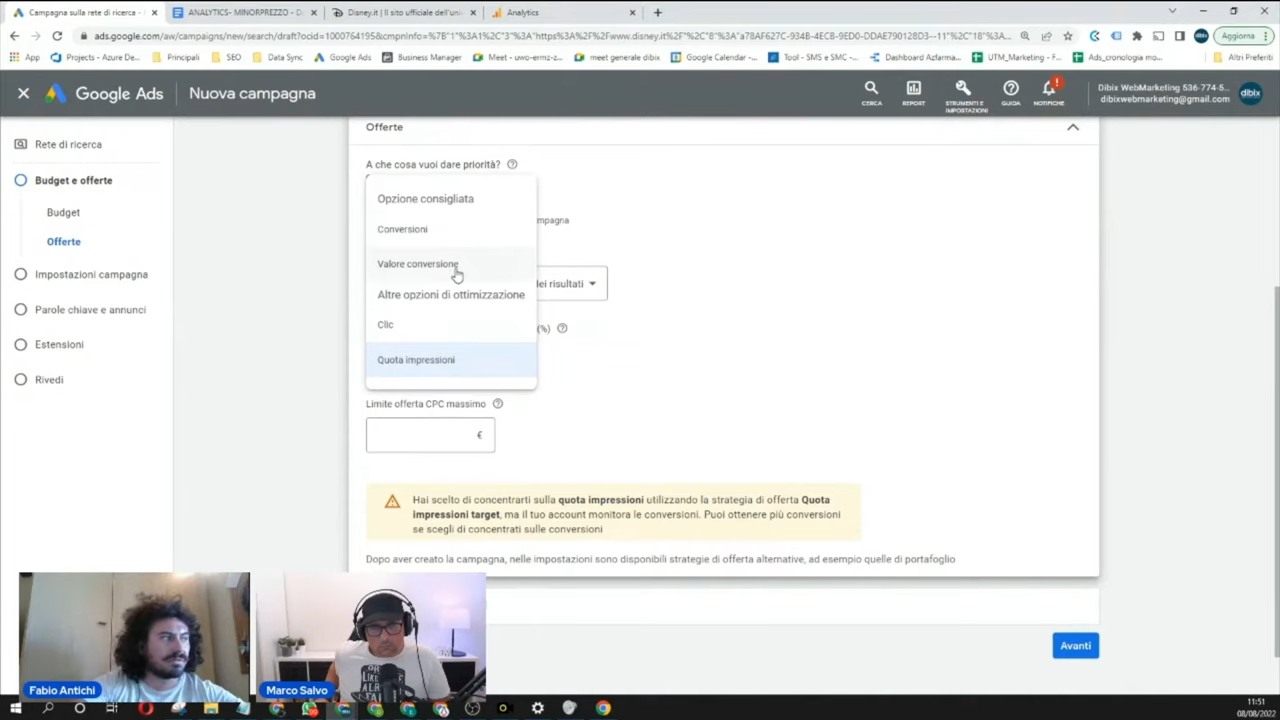 Campagna sulla rete di ricerca -
ANALYTICS- MINORPREZZO - D
Disney.it | Il sito ufficiale dell'uni
Analytics
ads.google.com/aw/campaigns/new/search/draft?ocid=1000764195&cmpnInfo=%7B"1"%3A1%2C"3"%3A"https%3A%2F%2Fwww.disney.it%2F"%2C"8"%3A"a78AF627C-934B-4EC8-9ED0-DDAE790128D3--11"%2C"18"%3A
Aggiorna
App
Projects - Azure De...
Principali
SEO
Data Sync
Google Ads
Business Manager
Meet - uwo-ermz-z...
meet generale dibix
Google Calendar -...
Tool - SMS e SMC -...
Dashboard Azfarma...
UTM_Marketing - F...
Ads_cronologia mo...
Altri Preferiti
Google Ads
Nuova campagna
CERCA
REPORT
STRUMENTI E
IMPOSTAZIONI
GUIDA
NOTIFICHE
Dibix WebMarketing 536-774-5...
dibixwebmarketing@gmail.com
dibix
Rete di ricerca
Budget e offerte
Budget
Offerte
Impostazioni campagna
Parole chiave e annunci
Estensioni
Rivedi
Offerte
A che cosa vuoi dare priorità?
Opzione consigliata
mpagna
Conversioni
Valore conversione
dei risultati
Altre opzioni di ottimizzazione
Clic
(%)
Quota impressioni
Limite offerta CPC massimo
€
Hai scelto di concentrarti sulla quota impressioni utilizzando la strategia di offerta Quota
impressioni target, ma il tuo account monitora le conversioni. Puoi ottenere più conversioni
se scegli di concentrati sulle conversioni
Dopo aver creato la campagna, nelle impostazioni sono disponibili strategie di offerta alternative, ad esempio quelle di portafoglio
Avanti
Fabio Antichi
Marco Salvo
11:51
08/08/2022